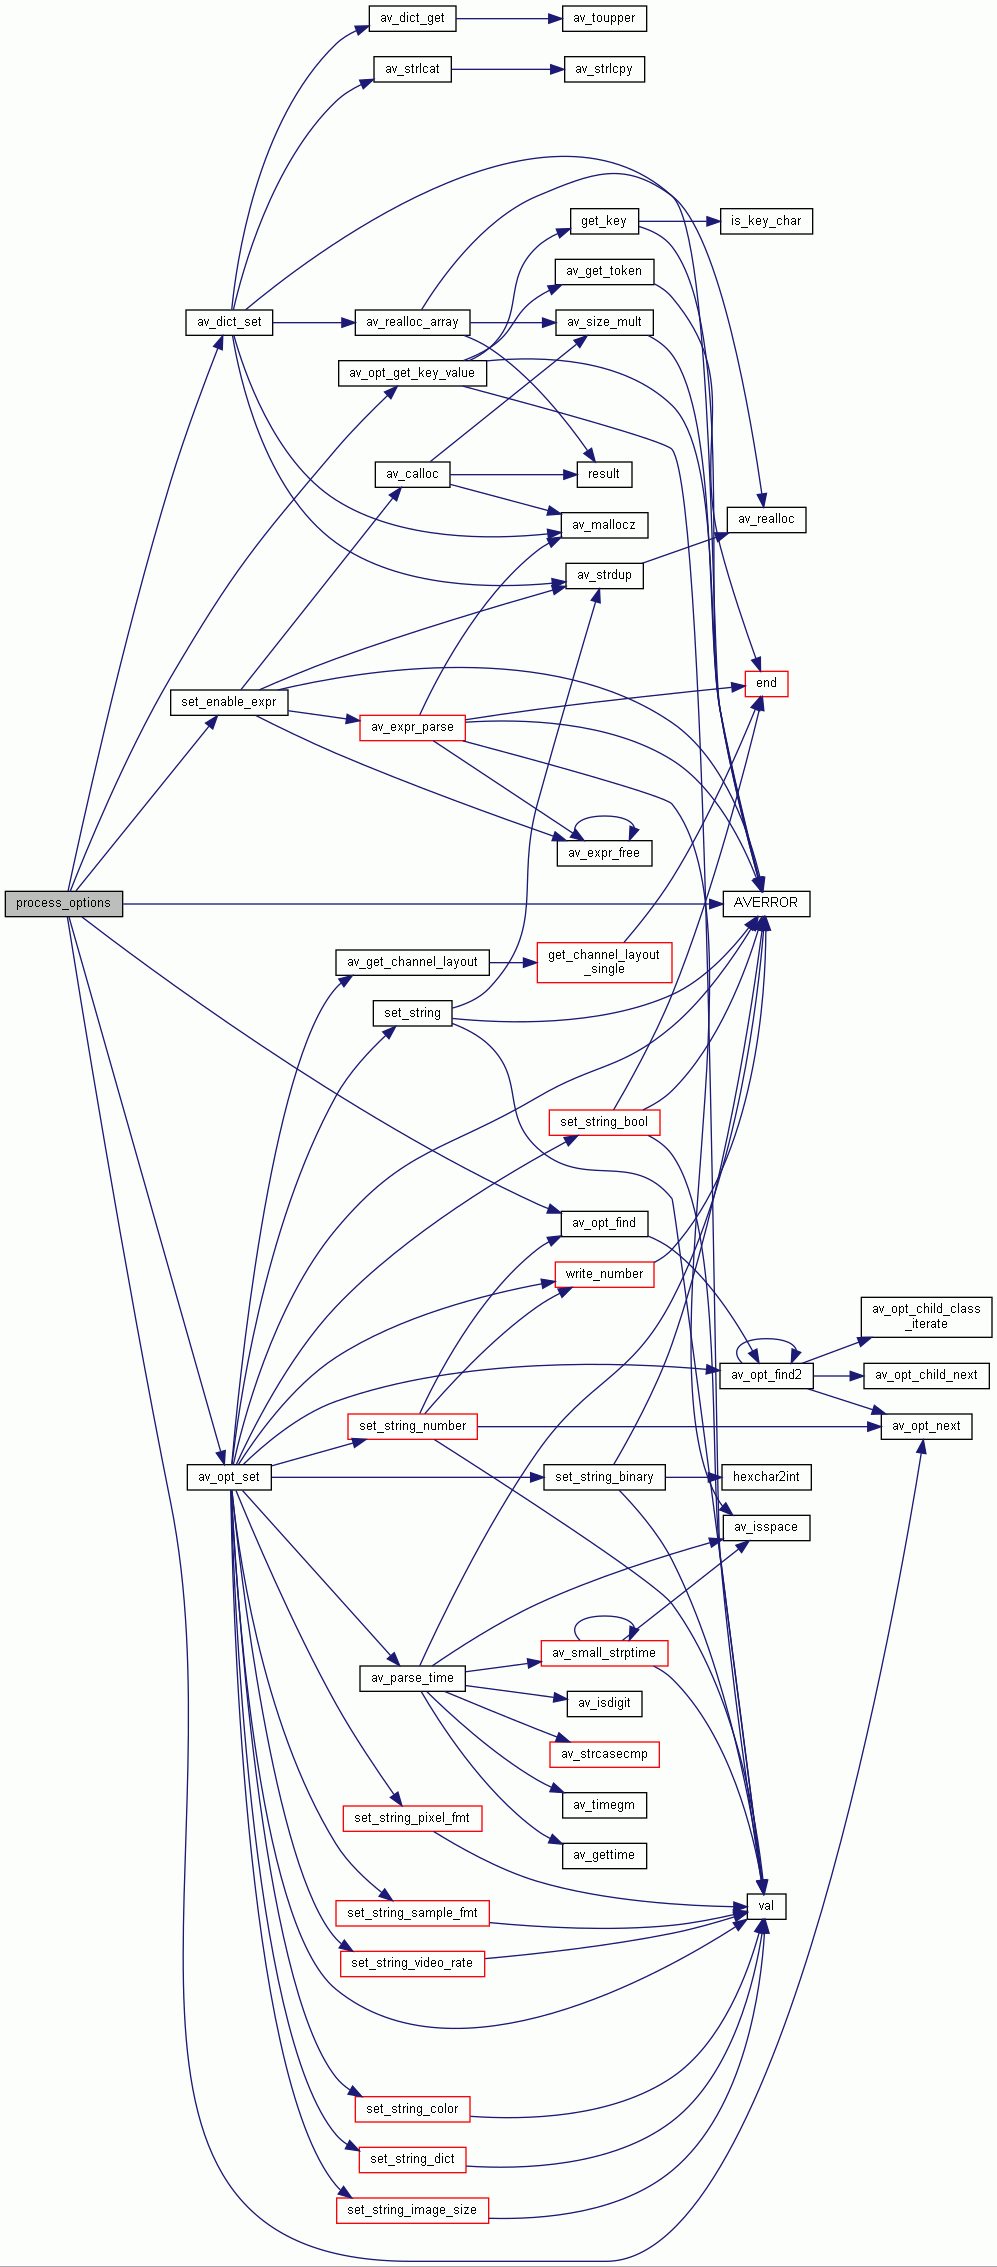 av_dict_get
av_toupper
av_strlcat
av_strlcpy
get_key
is_key_char
av_get_token
av_dict_set
av_realloc_array
av_size_mult
av_opt_get_key_value
av_calloc
result
av_mallocz
av_realloc
av_strdup
end
set_enable_expr
av_expr_parse
av_expr_free
process_options
AVERROR
av_get_channel_layout
get_channel_layout
_single
set_string
set_string_bool
av_opt_find
write_number
av_opt_child_class
_iterate
av_opt_find2
av_opt_child_next
set_string_number
av_opt_next
av_opt_set
set_string_binary
hexchar2int
av_isspace
av_small_strptime
av_parse_time
av_isdigit
av_strcasecmp
av_timegm
set_string_pixel_fmt
av_gettime
val
set_string_sample_fmt
set_string_video_rate
set_string_color
set_string_dict
set_string_image_size